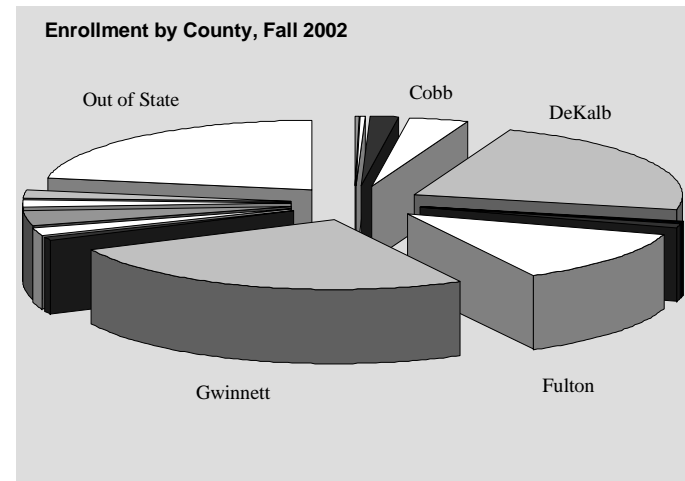 Enrollment by County, Fall 2002
Cobb
Out of State
DeKalb
Fulton
Gwinnett